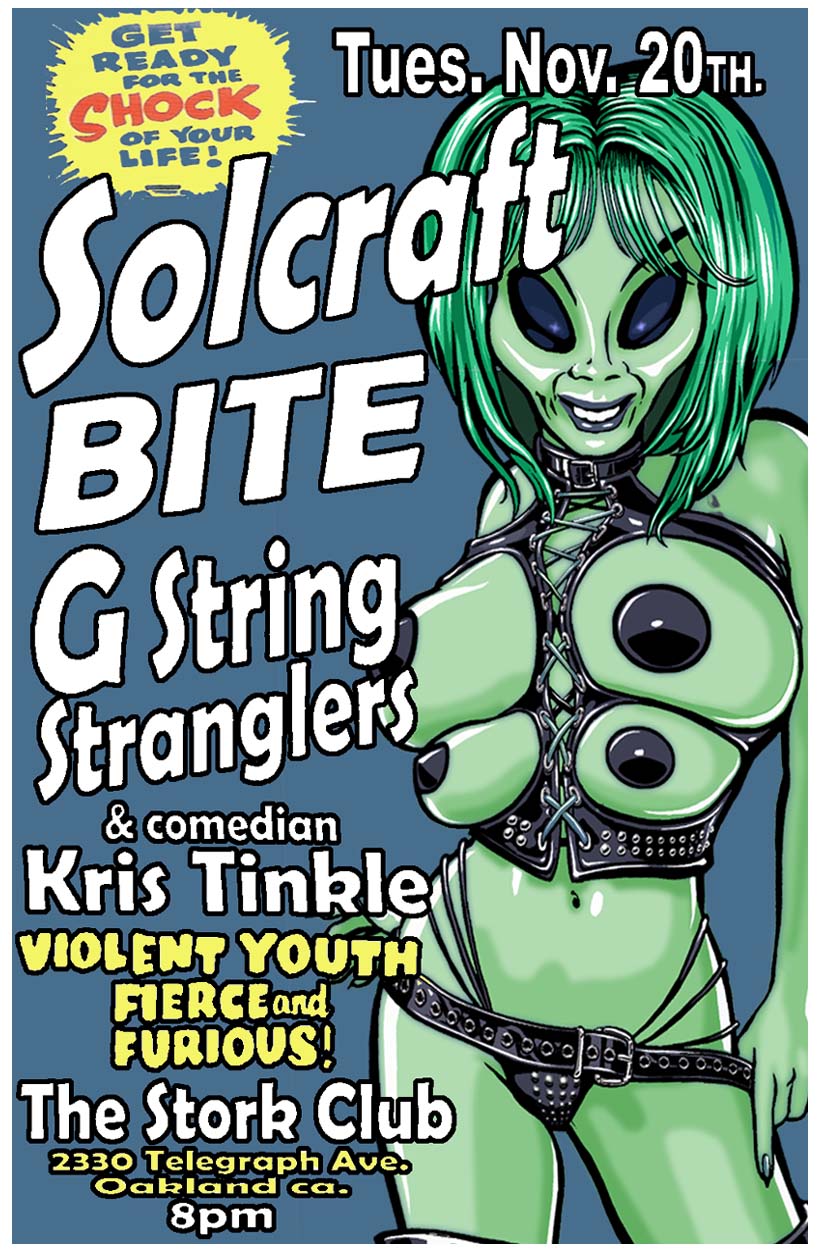 GET
READY
FOR THE
SHOCK
OF YOUR
LIFE!
Tues. Nov. 20TH.
Solcraft
BITE
G String
Stranglers
& comedian
Kris Tinkle
VIOLENT YOUTH
FIERCE and
FURIOUS!
The Stork Club
2330 Telegraph Ave.
Oakland ca.
8pm